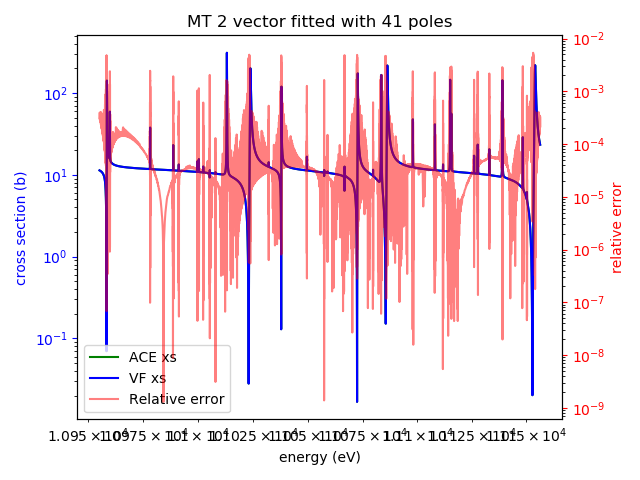 MT 2 vector fitted with 41 poles
cross section (b)
10²
10¹
10⁰
10⁻¹
10⁻²
10⁻³
10⁻⁴
10⁻⁵
10⁻⁶
10⁻⁷
10⁻⁸
10⁻⁹
relative error
ACE xs
VF xs
Relative error
energy (eV)